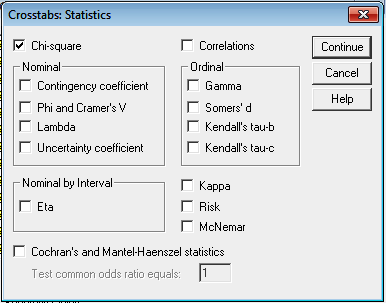 Crosstabs: Statistics
Chi-square
Correlations
Continue
Cancel
Help
Nominal
Contingency coefficient
Phi and Cramer's V
Lambda
Uncertainty coefficient
Ordinal
Gamma
Somers' d
Kendall's tau-b
Kendall's tau-c
Nominal by Interval
Eta
Kappa
Risk
McNemar
Cochran's and Mantel-Haenszel statistics
Test common odds ratio equals: 1